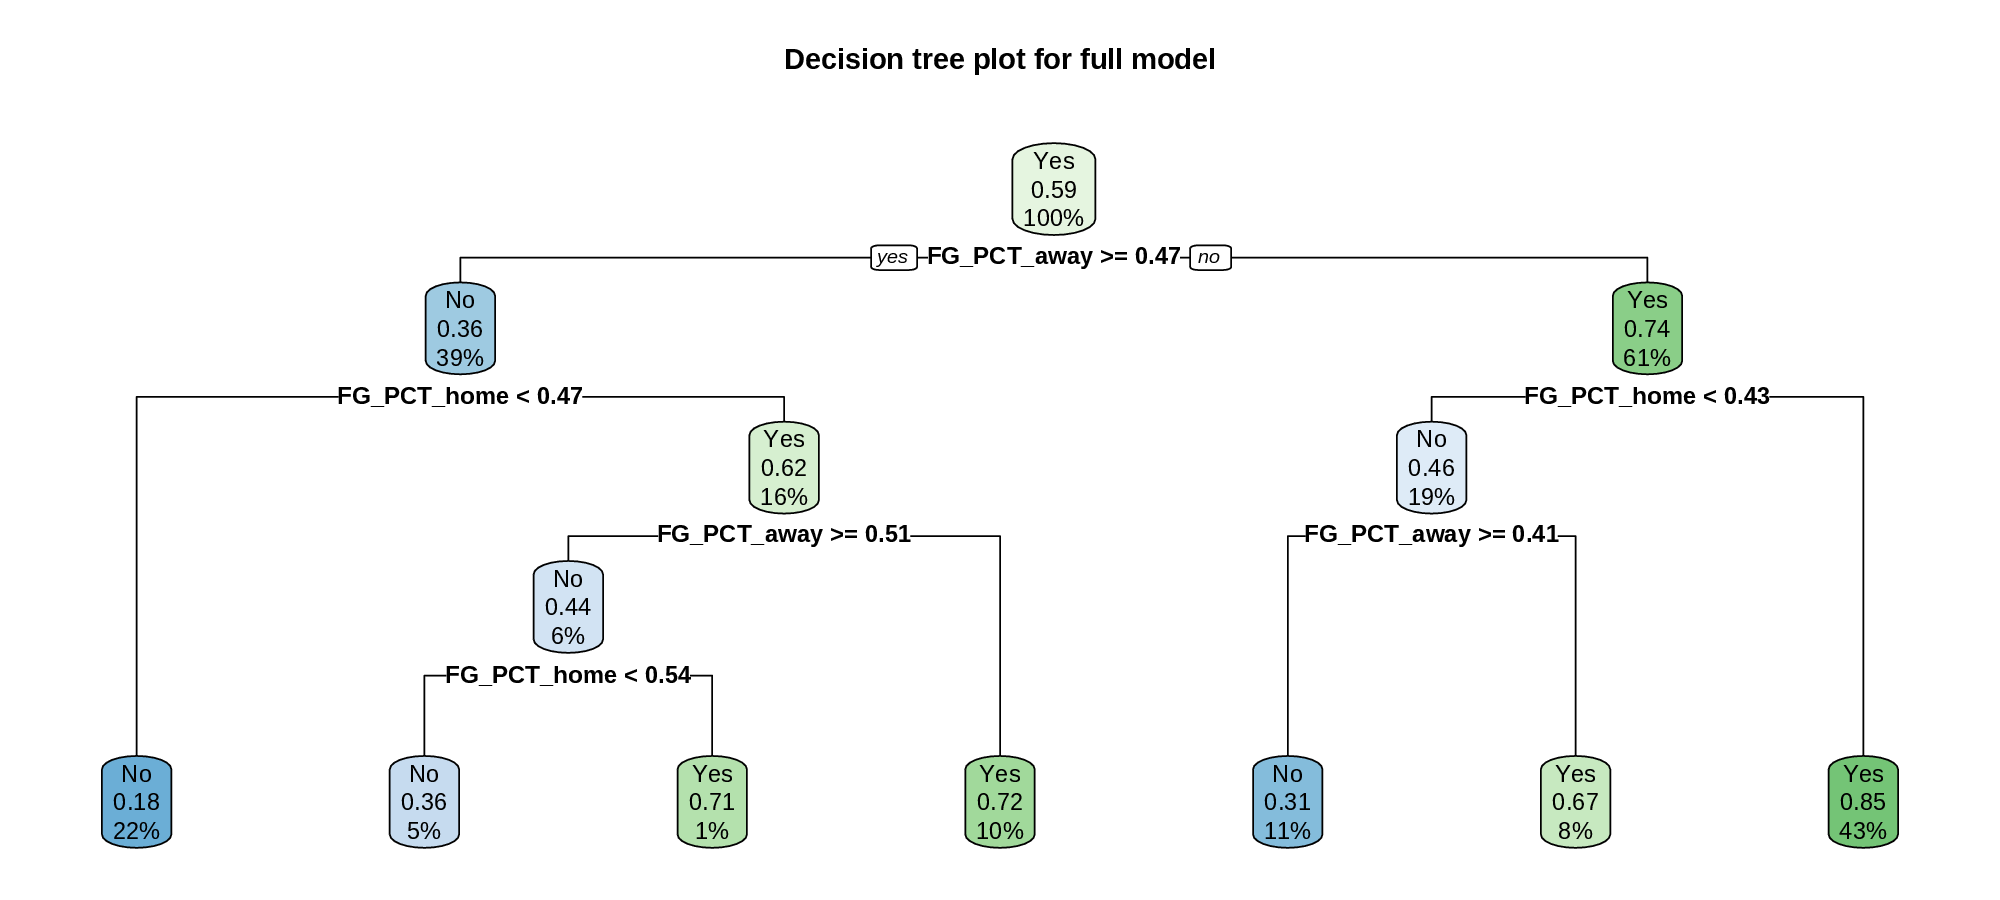 Decision tree plot for full model
Yes
0.59
100%
yes
FG_PCT_away >= 0.47
no
No
0.36
39%
Yes
0.74
61%
FG_PCT_home < 0.47
FG_PCT_home < 0.43
Yes
0.62
16%
No
0.46
19%
FG_PCT_away >= 0.51
FG_PCT_away >= 0.41
No
0.44
6%
FG_PCT_home < 0.54
No
0.18
22%
No
0.36
5%
Yes
0.71
1%
Yes
0.72
10%
No
0.31
11%
Yes
0.67
8%
Yes
0.85
43%